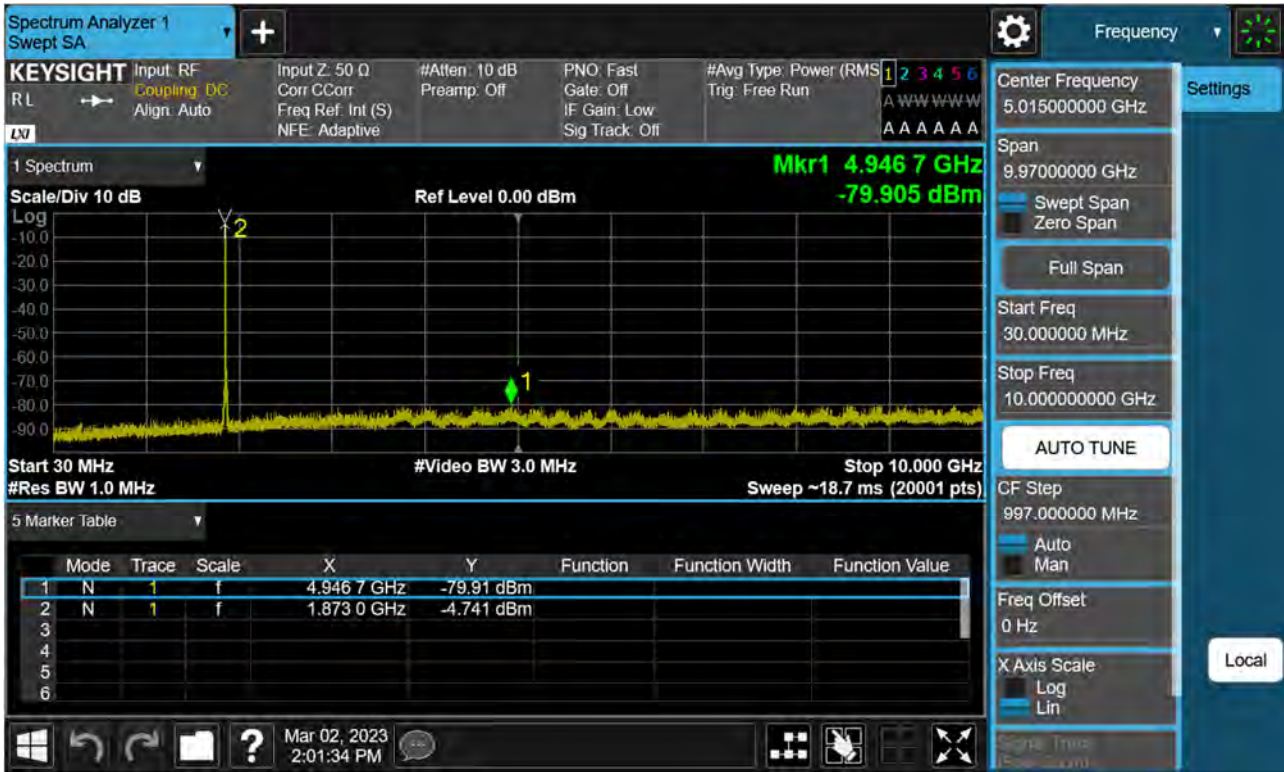 Spectrum Analyzer 1
Swept SA
+
Frequency
KEYSIGHT
RL
LXI
Input: RF
Coupling: DC
Align: Auto
Input Z: 50 Ω
Corr CCorr
Freq Ref: Int (S)
NFE: Adaptive
#Atten: 10 dB
Preamp: Off
PNO: Fast
Gate: Off
IF Gain: Low
Sig Track: Off
#Avg Type: Power (RMS
Trig: Free Run
1 2 3 4 5 6
A W W W W W
A A A A A A
1 Spectrum
Scale/Div 10 dB
Ref Level 0.00 dBm
Mkr1 4.946 7 GHz
-79.905 dBm
Log
-10.0
-20.0
-30.0
-40.0
-50.0
-60.0
-70.0
-80.0
-90.0
2
1
Start 30 MHz
#Video BW 3.0 MHz
Stop 10.000 GHz
#Res BW 1.0 MHz
Sweep ~18.7 ms (20001 pts)
5 Marker Table
Mode Trace Scale X Y Function Function Width Function Value
1 N 1 f 4.946 7 GHz -79.91 dBm
2 N 1 f 1.873 0 GHz -4.741 dBm
3
4
5
6
?
Mar 02, 2023
2:01:34 PM
Center Frequency
5.015000000 GHz
Span
9.97000000 GHz
Swept Span
Zero Span
Full Span
Start Freq
30.000000 MHz
Stop Freq
10.000000000 GHz
AUTO TUNE
CF Step
997.000000 MHz
Auto
Man
Freq Offset
0 Hz
X Axis Scale
Log
Lin
Settings
Local